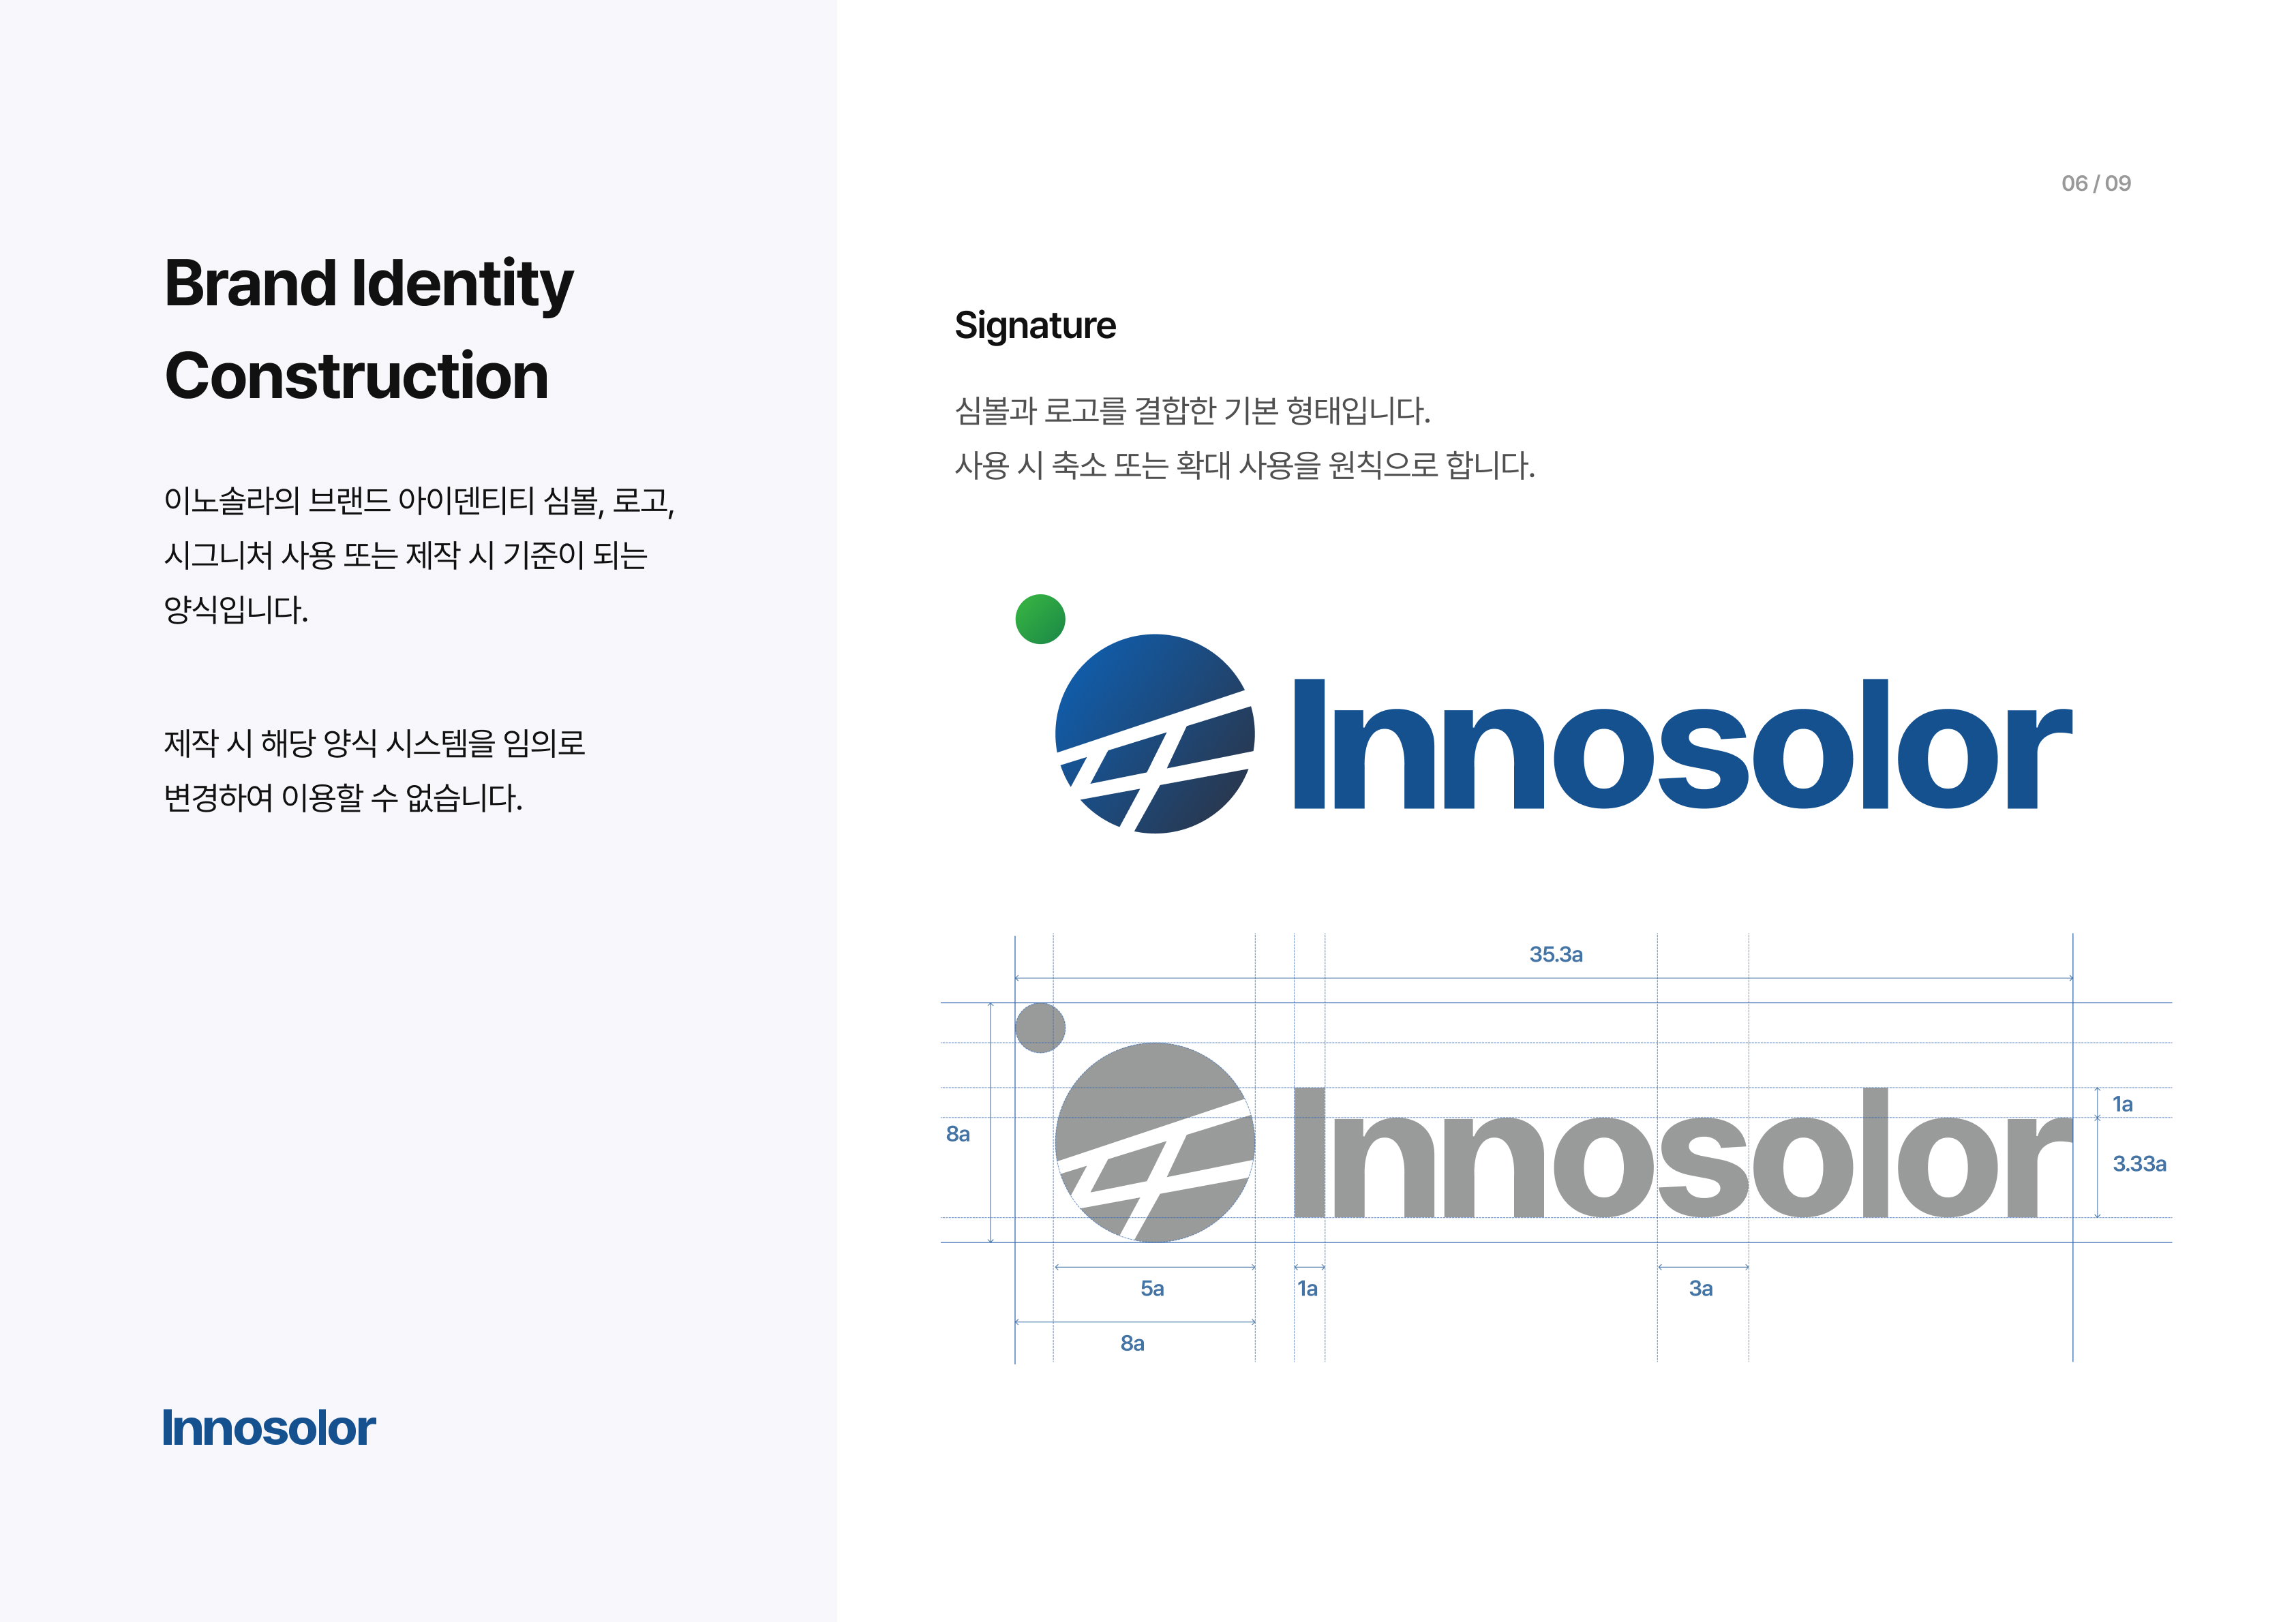 Brand Identity
Construction
이노솔라의 브랜드 아이덴티티 심볼, 로고,
시그니처 사용 또는 제작 시 기준이 되는
양식입니다.
제작 시 해당 양식 시스템을 임의로
변경하여 이용할 수 없습니다.
Innosolor
06 / 09
Signature
심볼과 로고를 결합한 기본 형태입니다.
사용 시 축소 또는 확대 사용을 원칙으로 합니다.
Innosolor
35.3a
8a
Innosolor
1a
3.33a
5a
1a
3a
8a